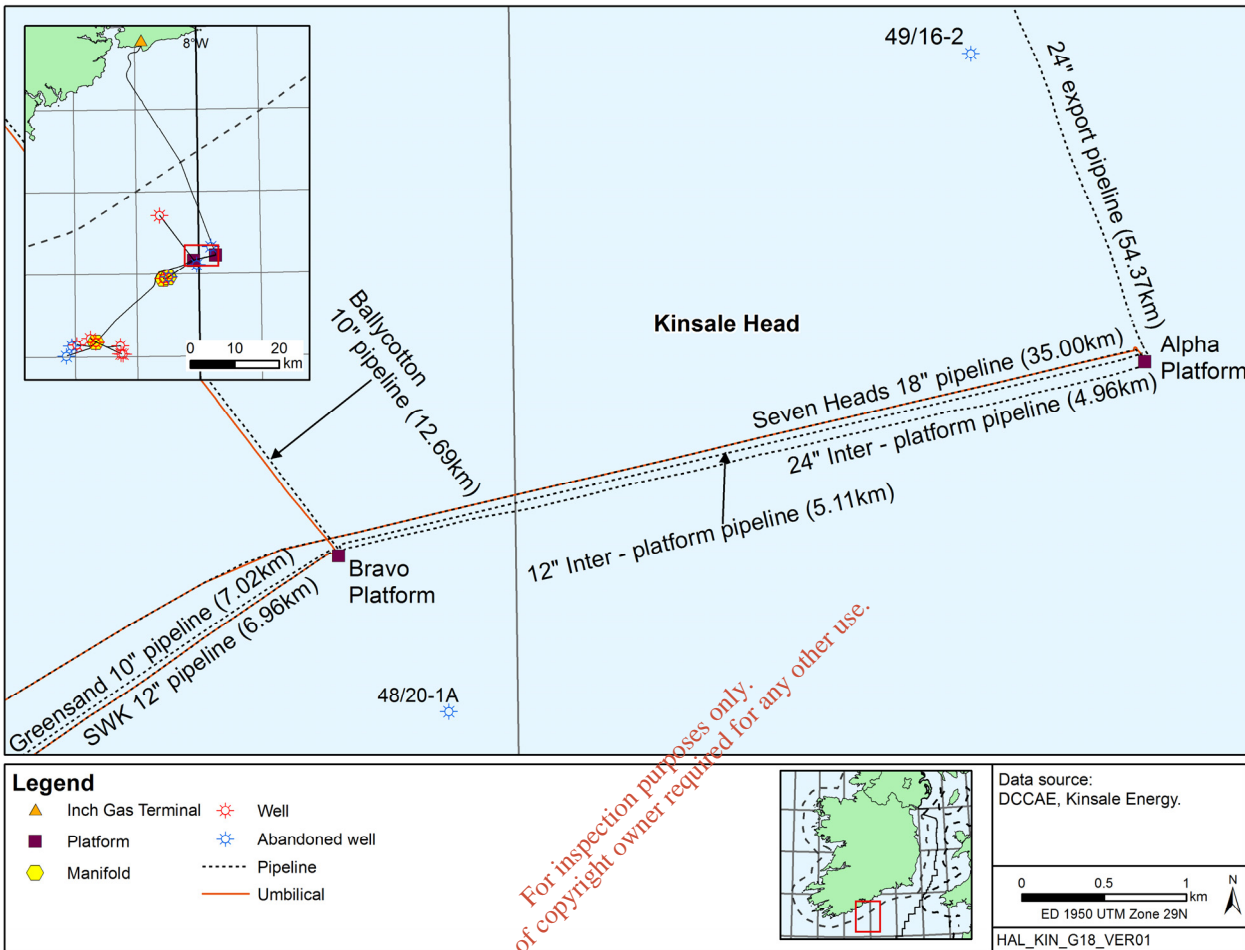 8°W
0 10 20
km
49/16-2
24" export pipeline (54.37km)
Ballycotton
10" pipeline (12.69km)
Kinsale Head
Alpha
Platform
Seven Heads 18" pipeline (35.00km)
24" Inter - platform pipeline (4.96km)
12" Inter - platform pipeline (5.11km)
Bravo
Platform
Greensand 10" pipeline (7.02km)
SWK 12" pipeline (6.96km)
48/20-1A
For inspection purposes only.
of copyright owner required for any other use.
Legend
Inch Gas Terminal
Platform
Manifold
Well
Abandoned well
Pipeline
Umbilical
Data source:
DCCAE, Kinsale Energy.
0 0.5 1
km
N
ED 1950 UTM Zone 29N
HAL_KIN_G18_VER01